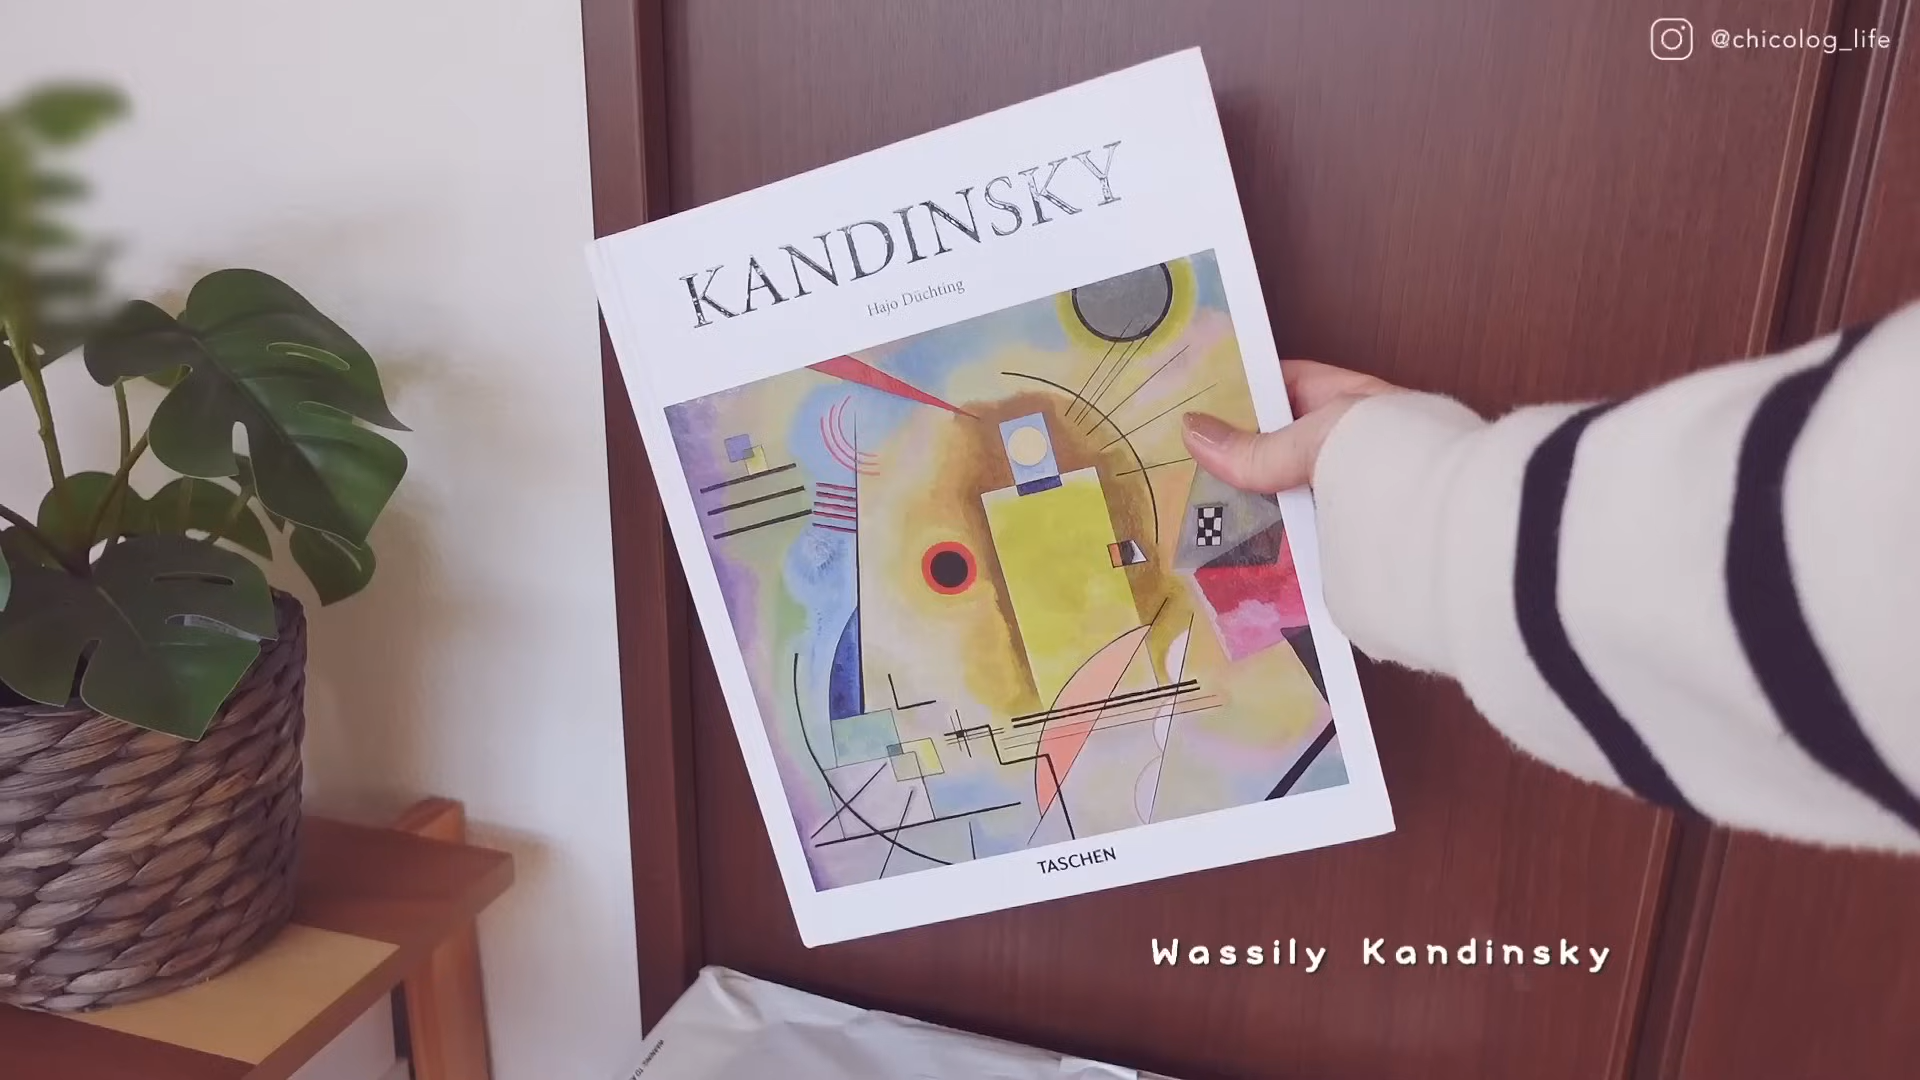 @chicolog_life
KANDINSKY
Hajo Düchting
TASCHEN
Wassily Kandinsky